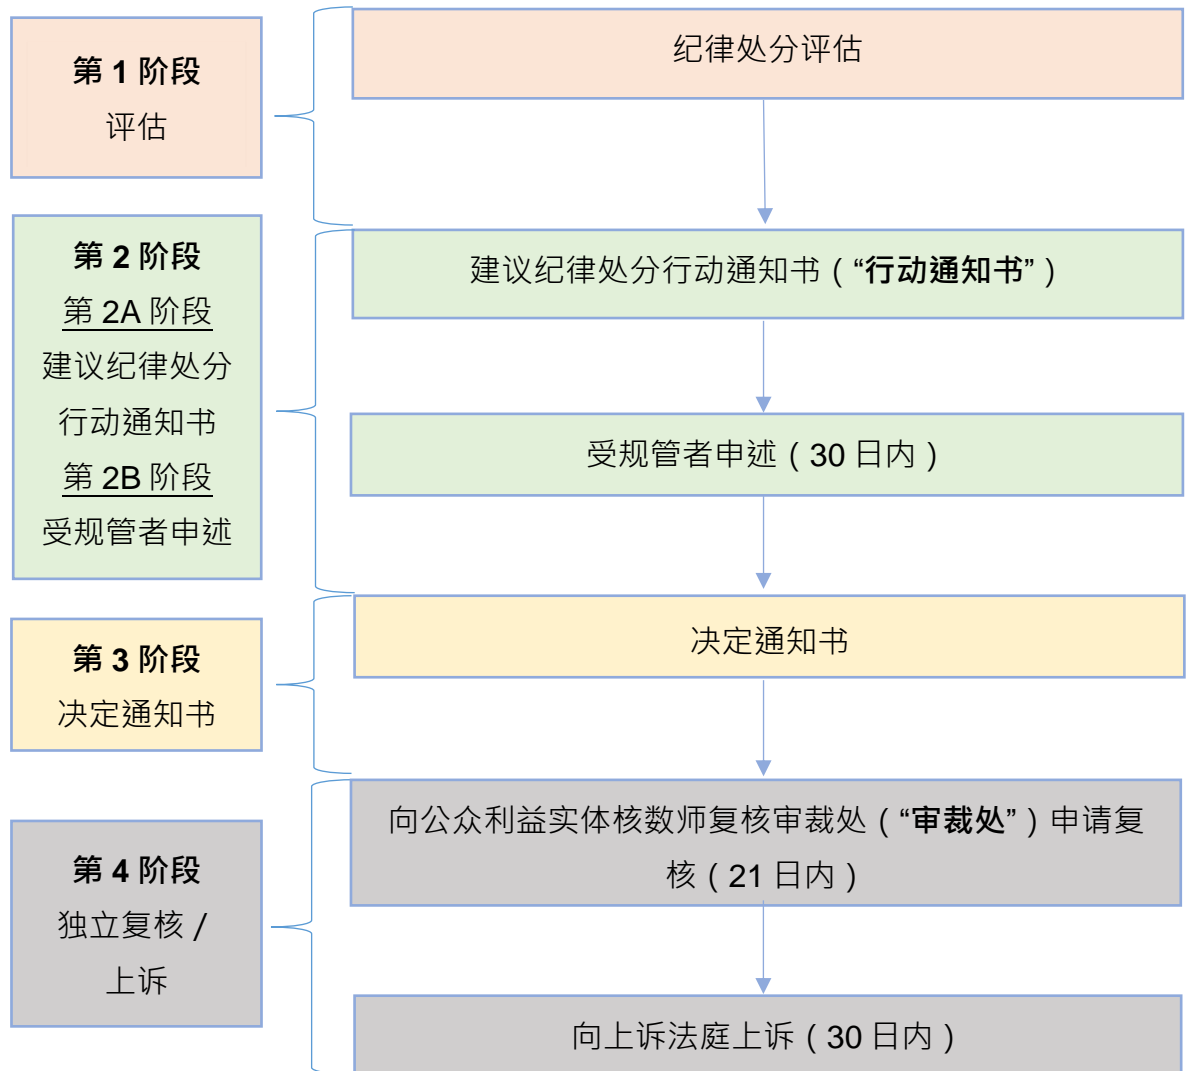 第 1 阶段
评估
纪律处分评估
第 2 阶段
第 2A 阶段
建议纪律处分
行动通知书
第 2B 阶段
受规管者申述
建议纪律处分行动通知书（“行动通知书”）
受规管者申述（30 日内）
第 3 阶段
决定通知书
决定通知书
第 4 阶段
独立复核 /
上诉
向公众利益实体核数师复核审裁处（“审裁处”）申请复
核（21 日内）
向上诉法庭上诉（30 日内）